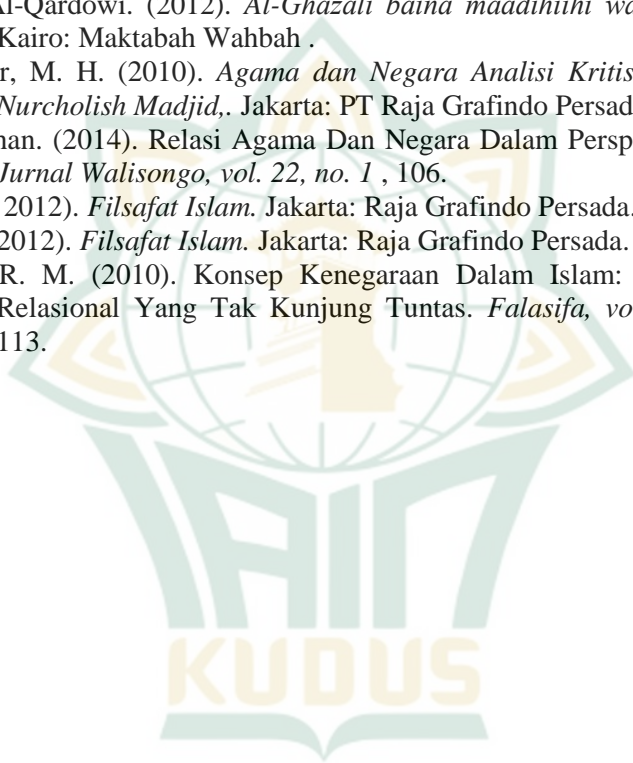 Al-Qardowi. (2012). Al-Ghazali baina maadihiihi wa
Kairo: Maktabah Wahbah .
r, M. H. (2010). Agama dan Negara Analisi Kritis
Nurcholish Madjid,. Jakarta: PT Raja Grafindo Persad
nan. (2014). Relasi Agama Dan Negara Dalam Persp
Jurnal Walisongo, vol. 22, no. 1 , 106.
2012). Filsafat Islam. Jakarta: Raja Grafindo Persada.
2012). Filsafat Islam. Jakarta: Raja Grafindo Persada.
R. M. (2010). Konsep Kenegaraan Dalam Islam:
Relasional Yang Tak Kunjung Tuntas. Falasifa, vo
113.
IAIN
KUDUS